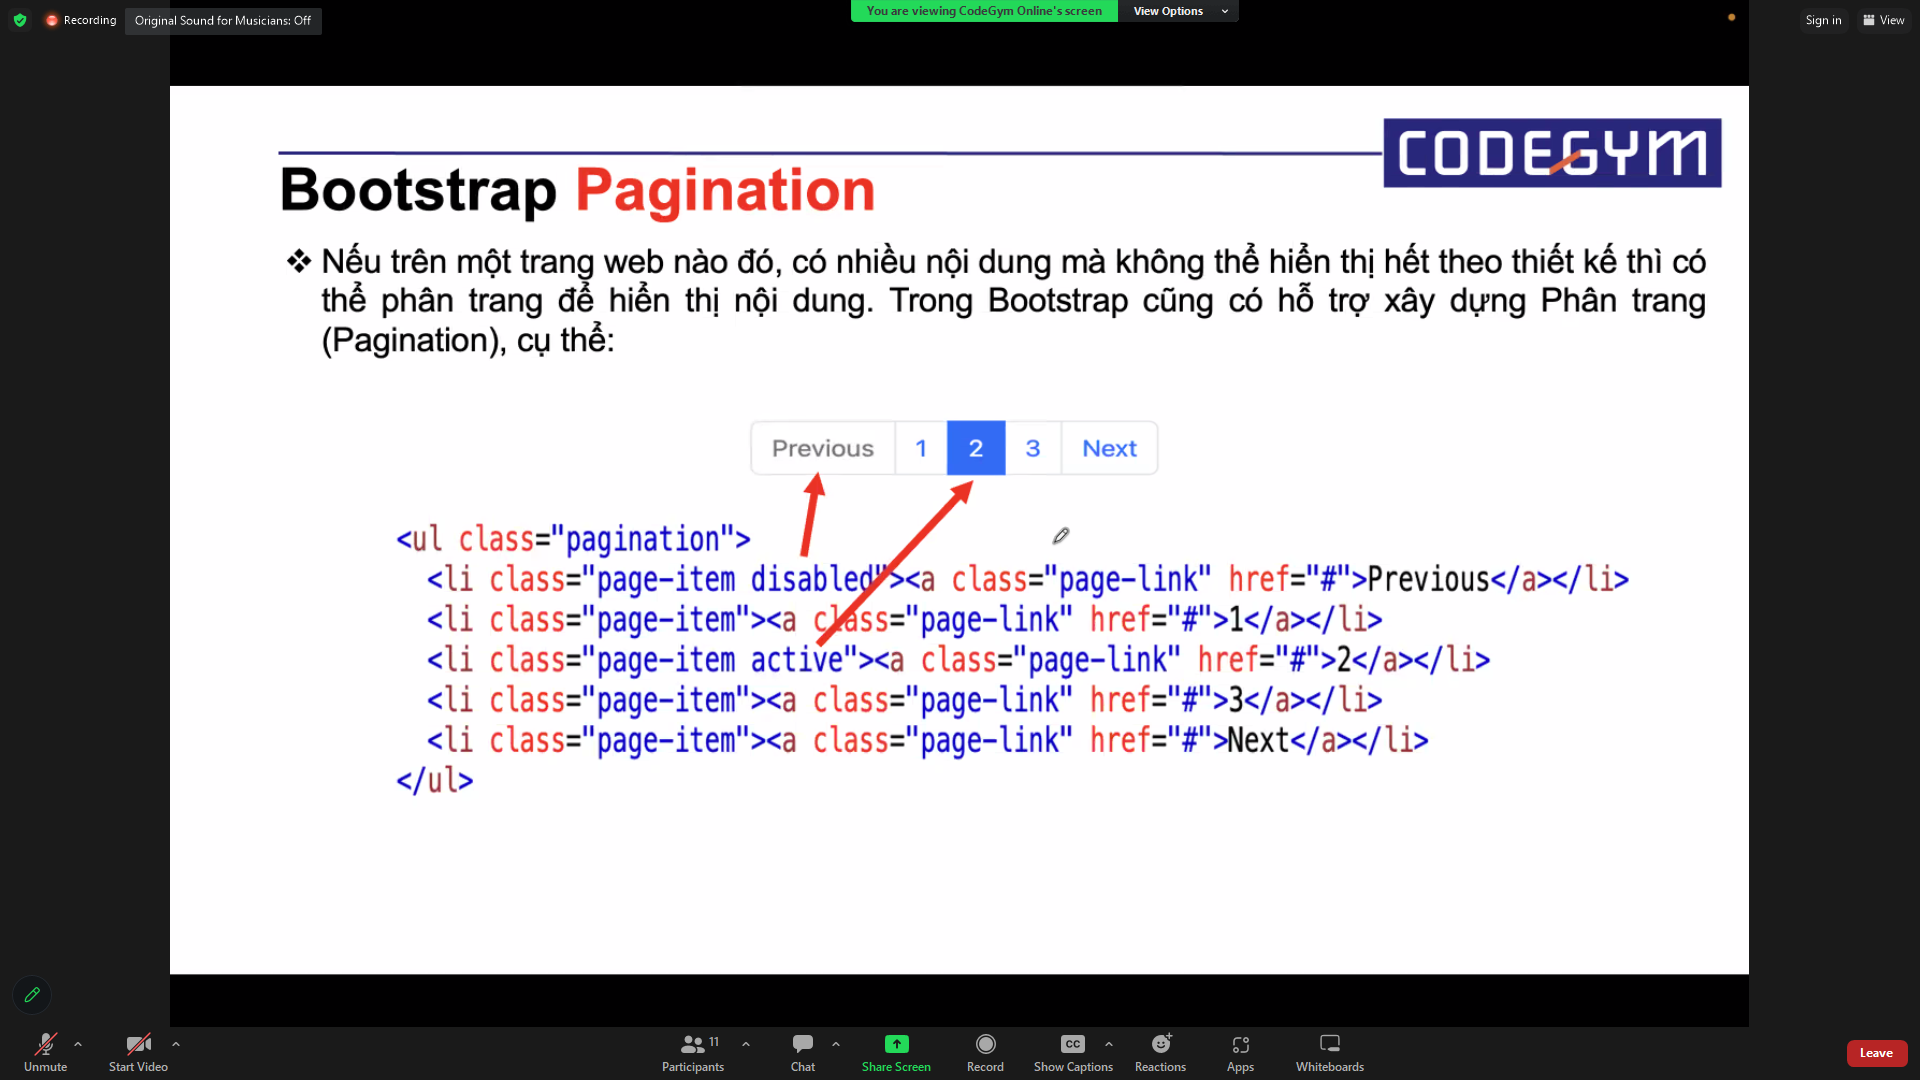 Recording
Original Sound for Musicians: Off
You are viewing CodeGym Online's screen
View Options
Sign in
View
CODEGYM
Bootstrap Pagination
❖ Nếu trên một trang web nào đó, có nhiều nội dung mà không thể hiển thị hết theo thiết kế thì có
thể phân trang để hiển thị nội dung. Trong Bootstrap cũng có hỗ trợ xây dựng Phân trang
(Pagination), cụ thể:
Previous 1 2 3 Next
<ul class="pagination">
  <li class="page-item disabled"><a class="page-link" href="#">Previous</a></li>
  <li class="page-item"><a class="page-link" href="#">1</a></li>
  <li class="page-item active"><a class="page-link" href="#">2</a></li>
  <li class="page-item"><a class="page-link" href="#">3</a></li>
  <li class="page-item"><a class="page-link" href="#">Next</a></li>
</ul>
Unmute
Start Video
11
Participants
Chat
Share Screen
Record
CC
Show Captions
Reactions
Apps
Whiteboards
Leave